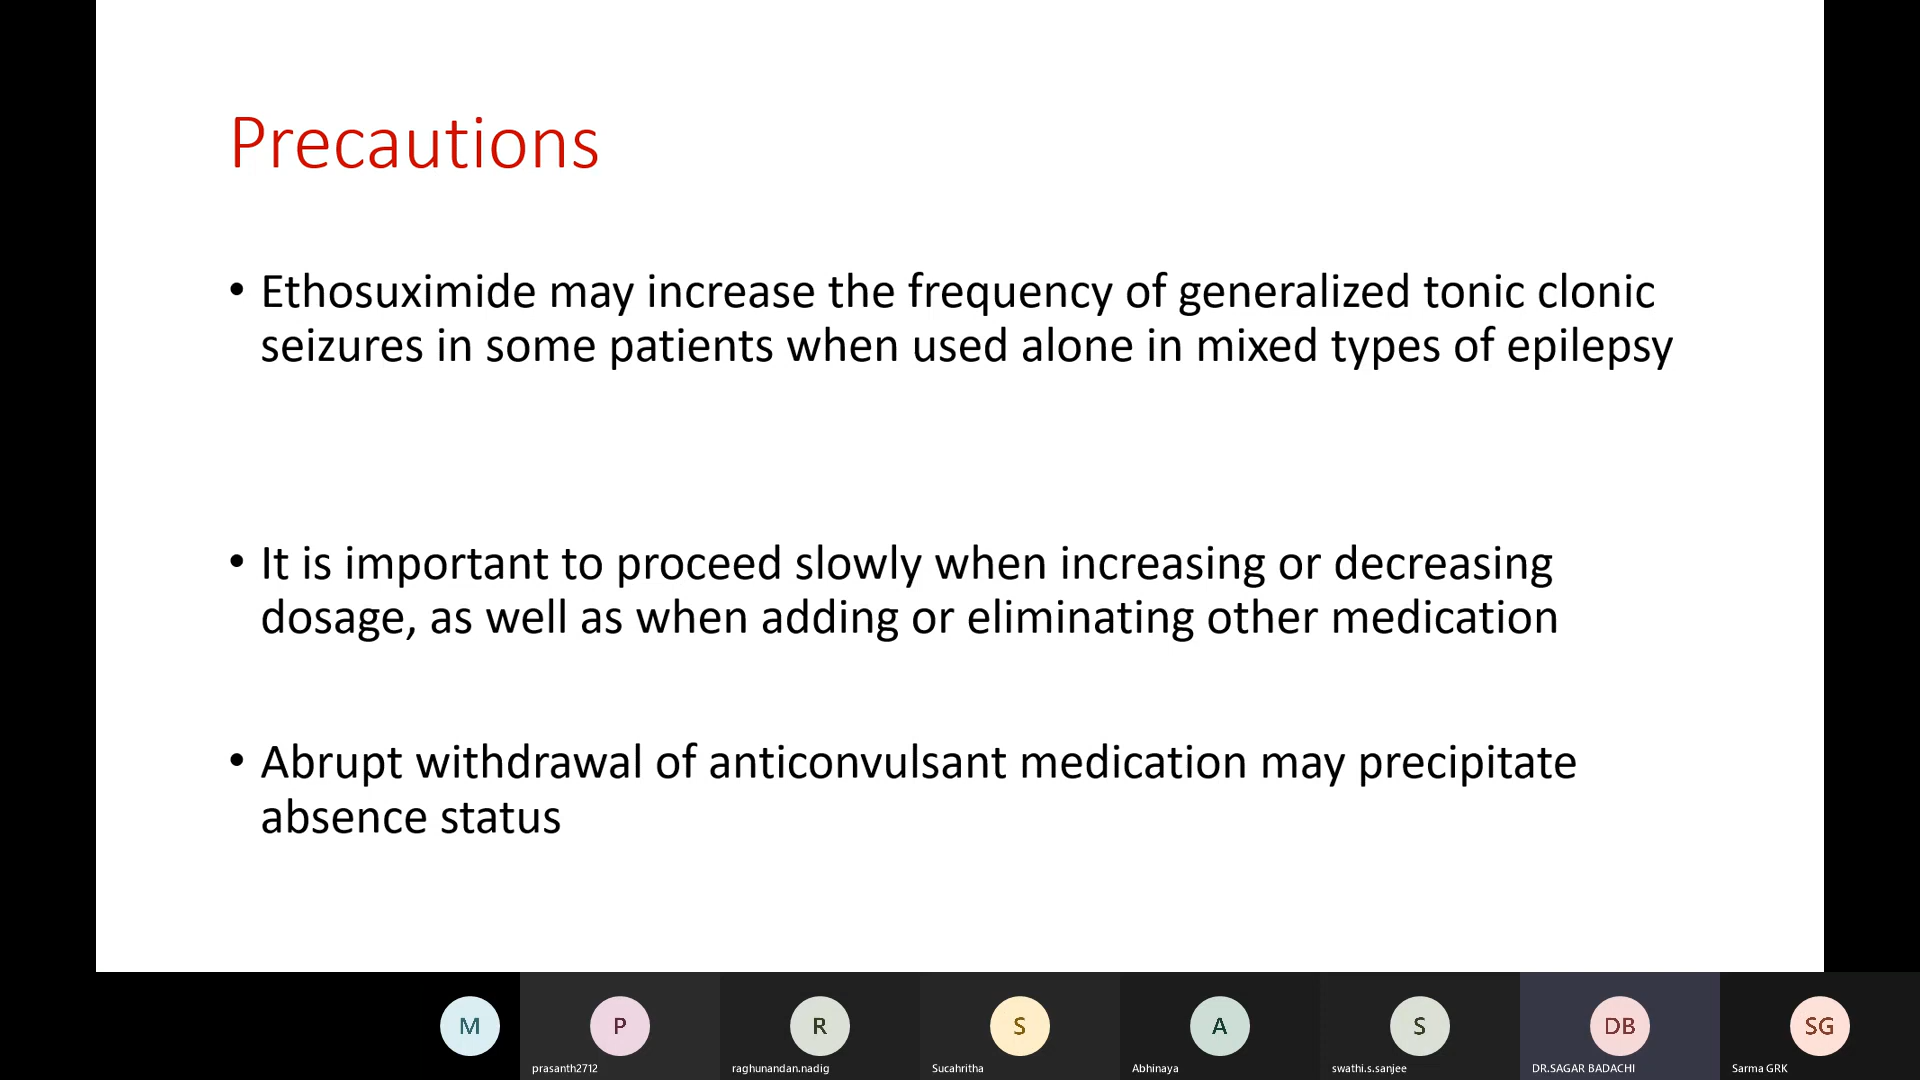 Precautions
• Ethosuximide may increase the frequency of generalized tonic clonic
seizures in some patients when used alone in mixed types of epilepsy
• It is important to proceed slowly when increasing or decreasing
dosage, as well as when adding or eliminating other medication
• Abrupt withdrawal of anticonvulsant medication may precipitate
absence status
M P R S A S DB SG
prasanth2712 raghunandan.nadig Sucahritha Abhinaya swathi.s.sanjee DR.SAGAR BADACHI Sarma GRK